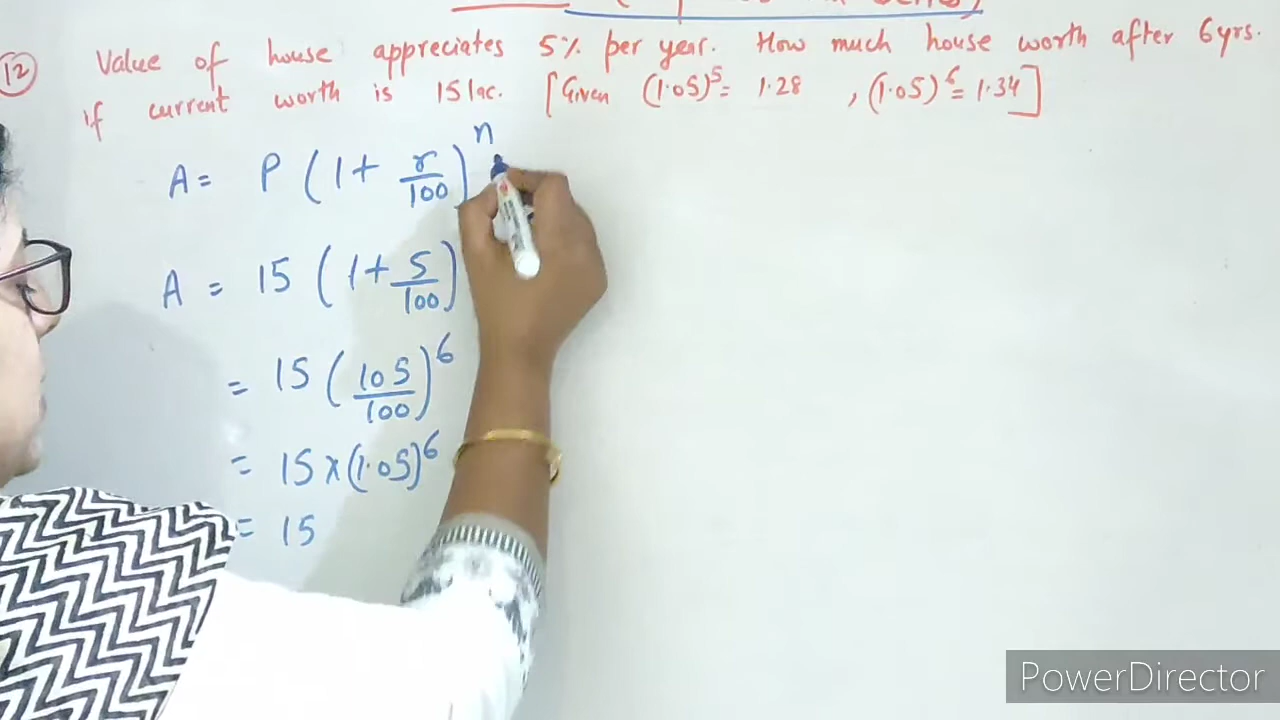 12 Value of house appreciates 5% per year. How much house worth after 6yrs.
if current worth is 15 lac. [Given (1.05)^5 = 1.28 , (1.05)^6 = 1.34]
A = P (1 + r/100)^n
A = 15 (1 + 5/100)
= 15 (105/100)^6
= 15 × (1.05)^6
= 15
PowerDirector